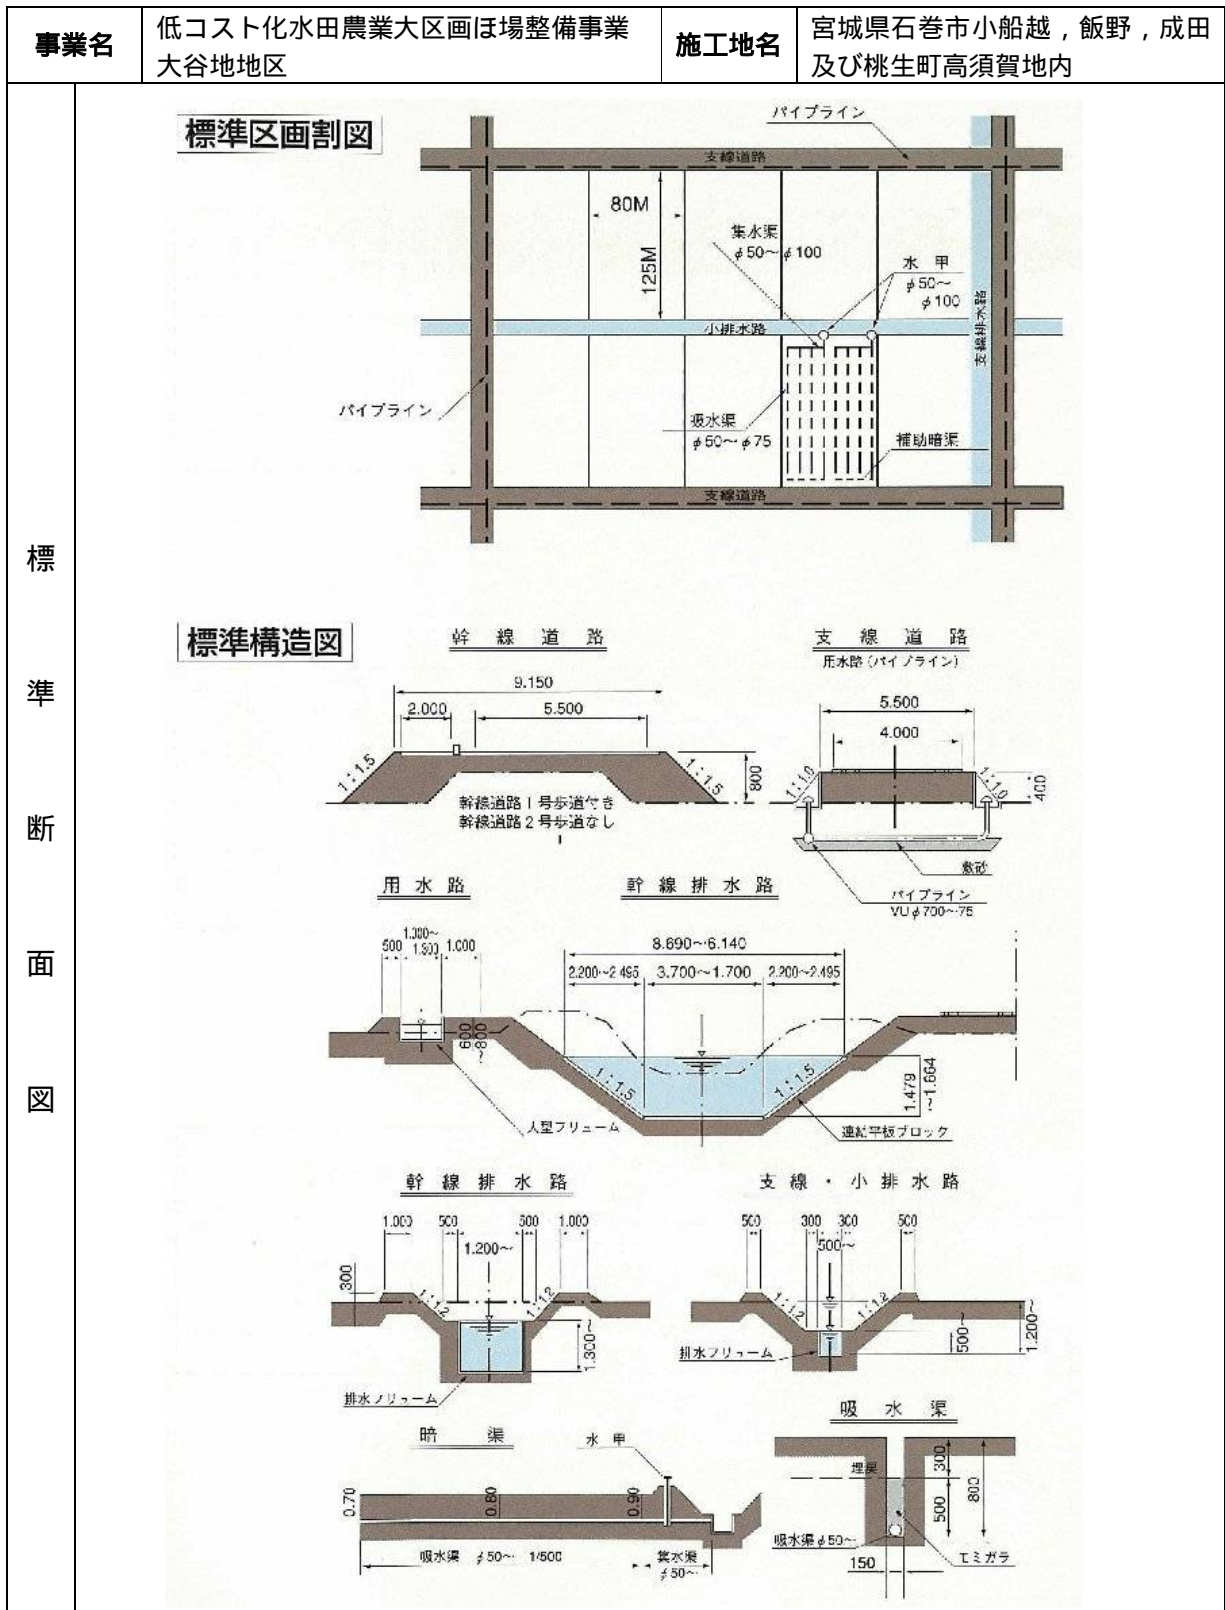 事業名
低コスト化水田農業大区画ほ場整備事業
大谷地地区
施工地名
宮城県石巻市小船越，飯野，成田
及び桃生町高須賀地内
標準断面図
標準区画割図
パイプライン
支線道路
80M
125M
集水渠
φ50～φ100
水甲
φ50～
φ100
小排水路
支線排水路
パイプライン
吸水渠
φ50～φ75
補助暗渠
支線道路
標準構造図
幹線道路
9.150
2.000
5.500
1:1.5
1:1.5
800
幹線道路1号歩道付き
幹線道路2号歩道なし
支線道路
用水路（パイプライン）
5.500
4.000
1:1.0
1:1.0
400
敷砂
パイプライン
VUφ700～75
用水路
500
1.300
1.000
600
～800
幹線排水路
8.690～6.140
2.200～2.495
3.700～1.700
2.200～2.495
1:1.5
1:1.5
1.479
～1.664
人型フリューム
連結平板ブロック
幹線排水路
1.000
500
500
1.000
1.200～
300
1:1.2
1:1.2
1.300～
排水フリューム
支線・小排水路
500
300
300
500
500～
1:1.2
1:1.2
500～
1.200～
排水フリューム
暗渠
水甲
0.70
0.80
0.90
吸水渠 φ50～ 1/500
集水渠
φ50～
吸水渠
埋戻
300
500
800
吸水渠φ50～
150
モミガラ